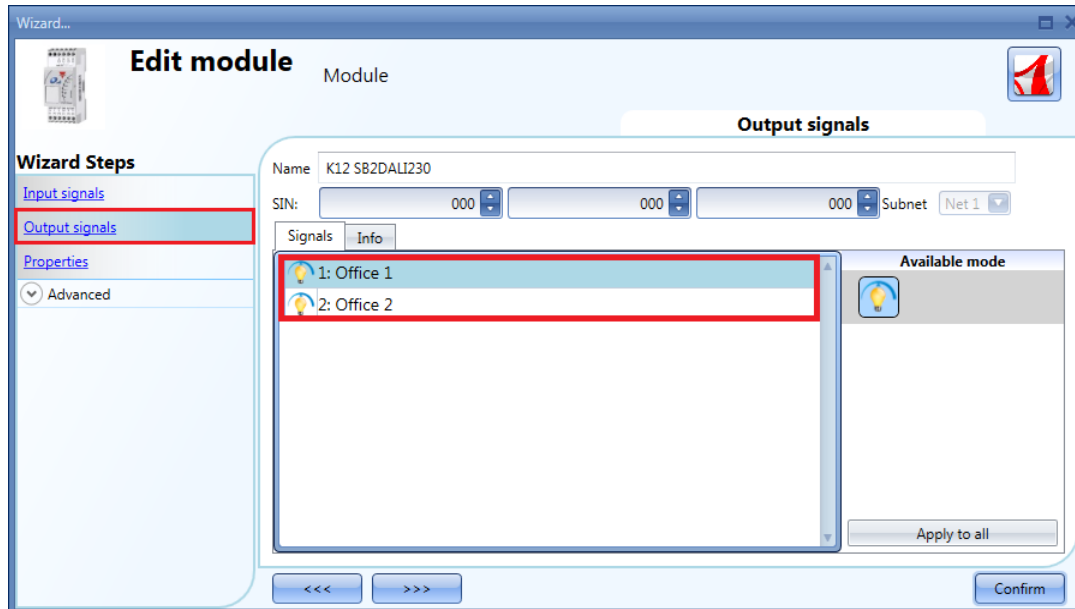 Wizard...
Edit module
Module
Output signals
Wizard Steps
Input signals
Output signals
Properties
Advanced
Name K12 SB2DALI230
SIN: 000 000 000 Subnet Net 1
Signals Info
1: Office 1
2: Office 2
Available mode
Apply to all
<<< >>> Confirm